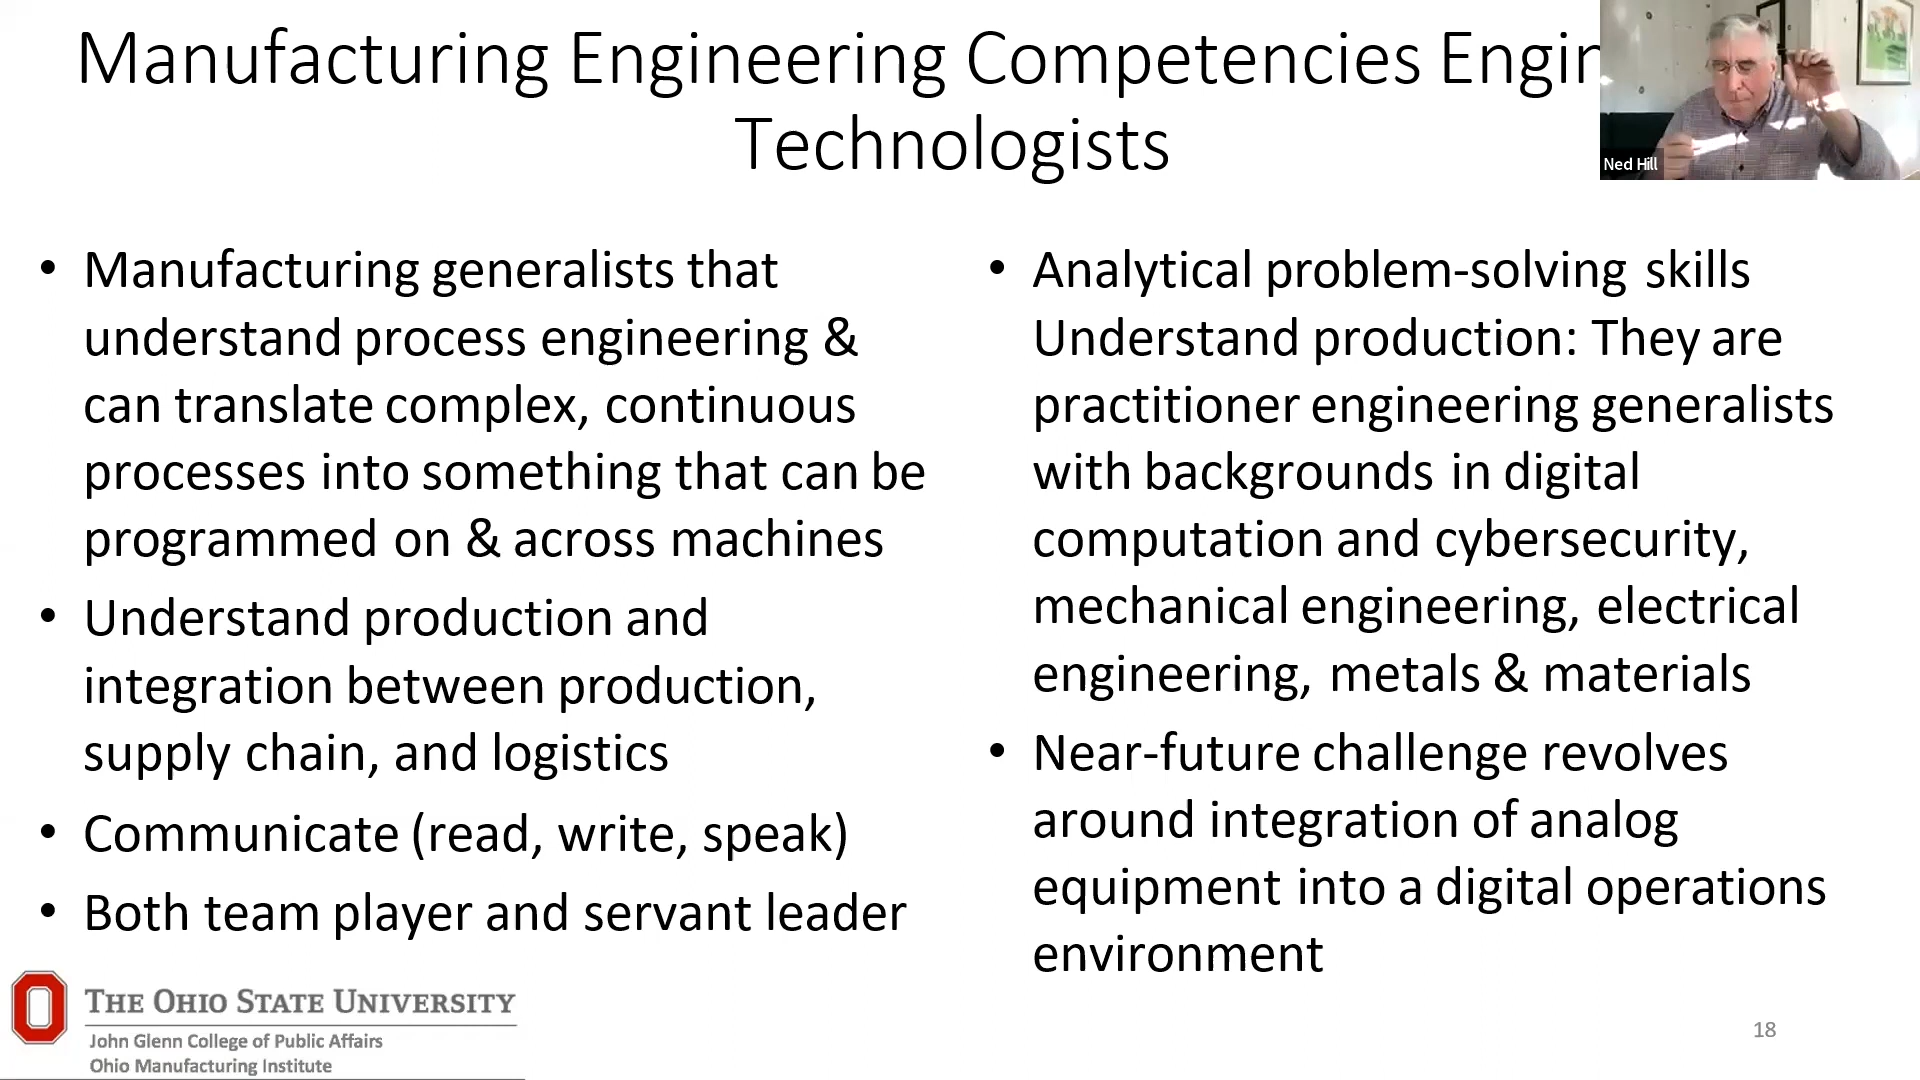 Manufacturing Engineering Competencies
Technologists
Ned Hill
• Manufacturing generalists that
understand process engineering &
can translate complex, continuous
processes into something that can be
programmed on & across machines
• Understand production and
integration between production,
supply chain, and logistics
• Communicate (read, write, speak)
• Both team player and servant leader
• Analytical problem-solving skills
Understand production: They are
practitioner engineering generalists
with backgrounds in digital
computation and cybersecurity,
mechanical engineering, electrical
engineering, metals & materials
• Near-future challenge revolves
around integration of analog
equipment into a digital operations
environment
THE OHIO STATE UNIVERSITY
John Glenn College of Public Affairs
Ohio Manufacturing Institute
18